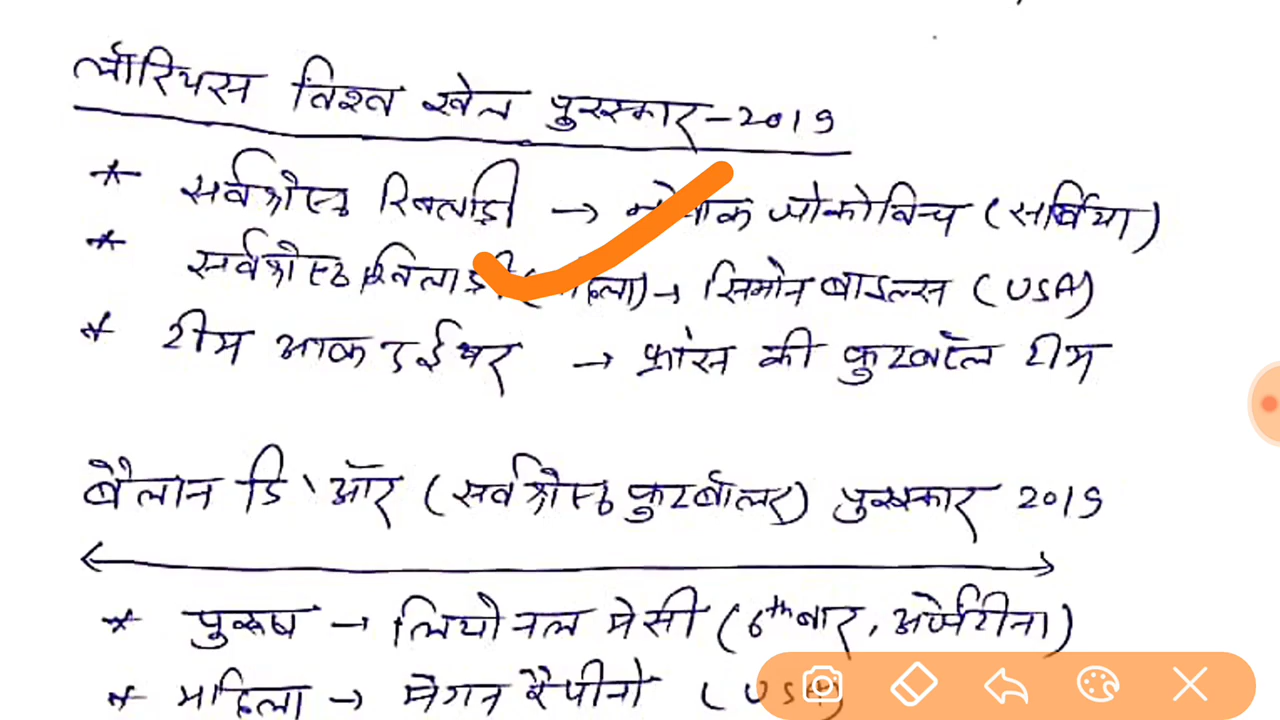 लॉरियस विश्व खेल पुरस्कार - 2019
* सर्वश्रेष्ठ खिलाड़ी → नोवाक जोकोविच (सर्बिया)
* सर्वश्रेष्ठ खिलाड़ी (महिला) → सिमोन बाइल्स (USA)
* टीम आफ द ईयर → फ्रांस की फुटबॉल टीम
बैलान डि'ऑर (सर्वश्रेष्ठ फुटबॉलर) पुरुस्कार 2019
* पुरूष → लियोनल मेसी (6th बार, अर्जेंटीना)
* महिला → मेगन रैपीनो (USA)